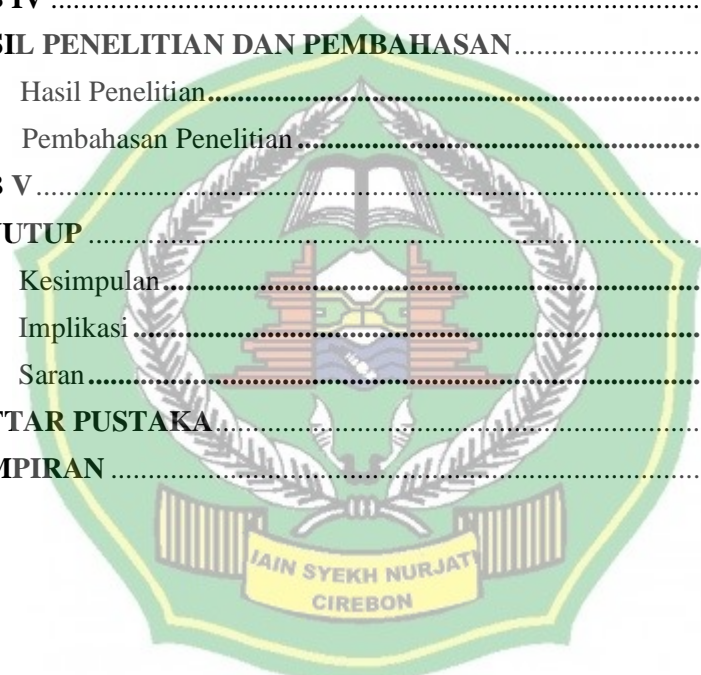 IV
SIL PENELITIAN DAN PEMBAHASAN
Hasil Penelitian
Pembahasan Penelitian
B V
UTUP
Kesimpulan
Implikasi
Saran
TAR PUSTAKA
MPIRAN
IAIN SYEKH NURJATI
CIREBON